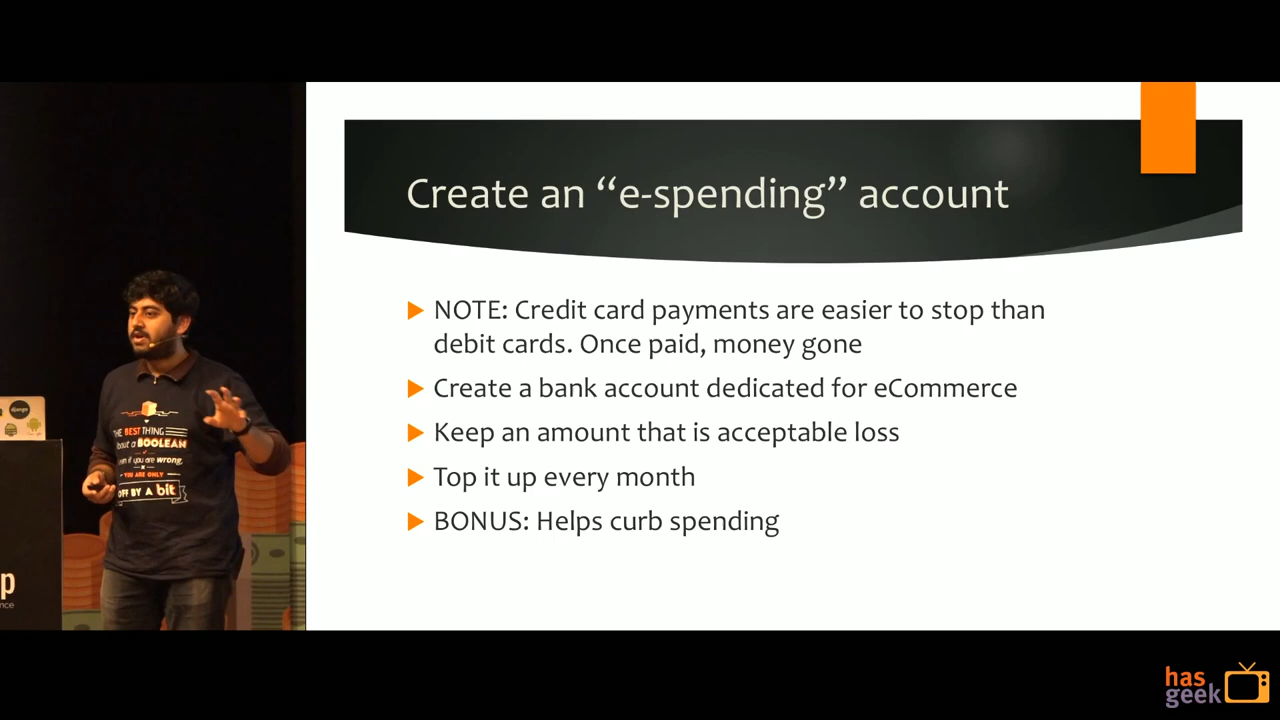 Create an “e-spending” account
NOTE: Credit card payments are easier to stop than
debit cards. Once paid, money gone
Create a bank account dedicated for eCommerce
Keep an amount that is acceptable loss
Top it up every month
BONUS: Helps curb spending
django
THE BEST THING
about a BOOLEAN
if you are wrong,
YOU ARE ONLY
OFF BY A bit
p
nce
has
geek